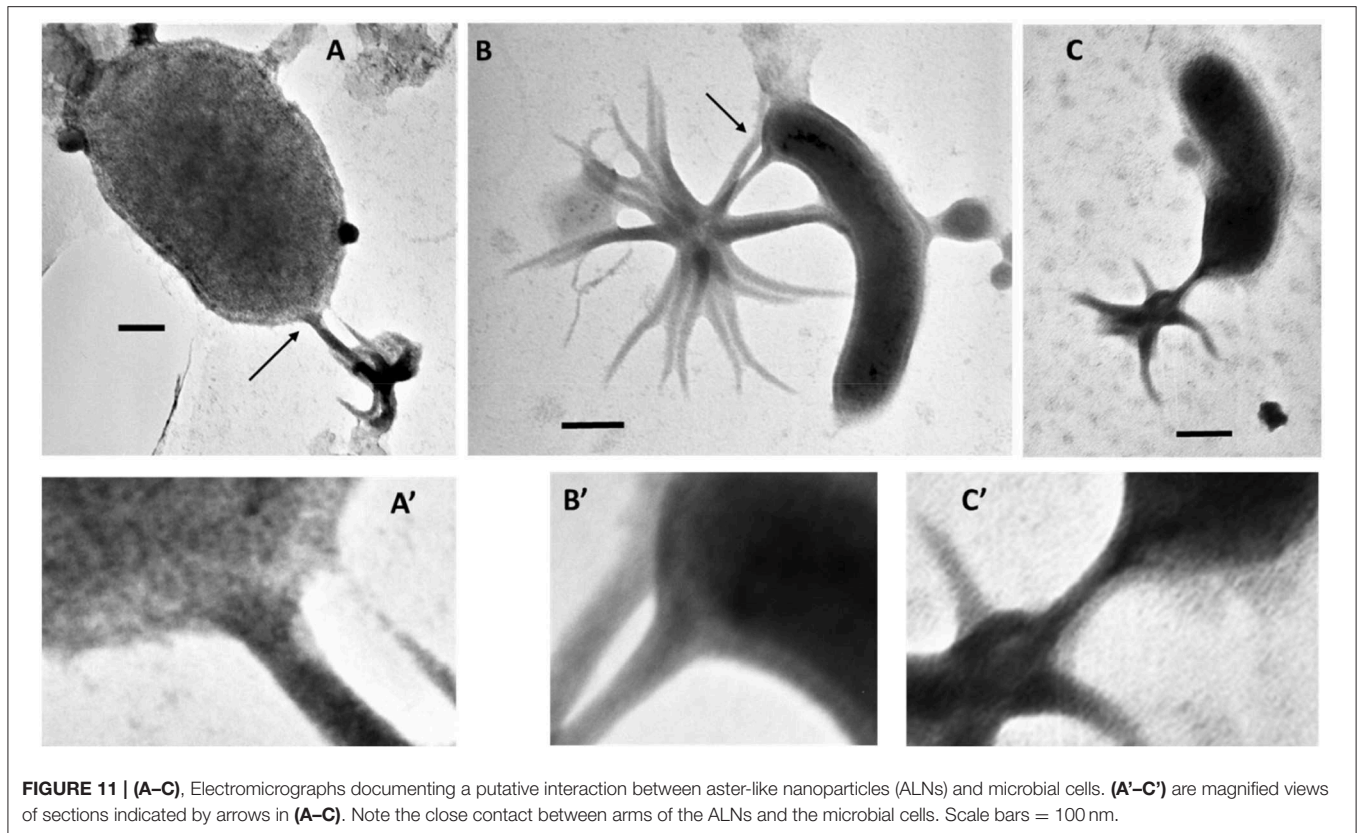 A
B
C
A’
B’
C’
FIGURE 11 | (A–C), Electromicrographs documenting a putative interaction between aster-like nanoparticles (ALNs) and microbial cells. (A’–C’) are magnified views
of sections indicated by arrows in (A–C). Note the close contact between arms of the ALNs and the microbial cells. Scale bars = 100 nm.